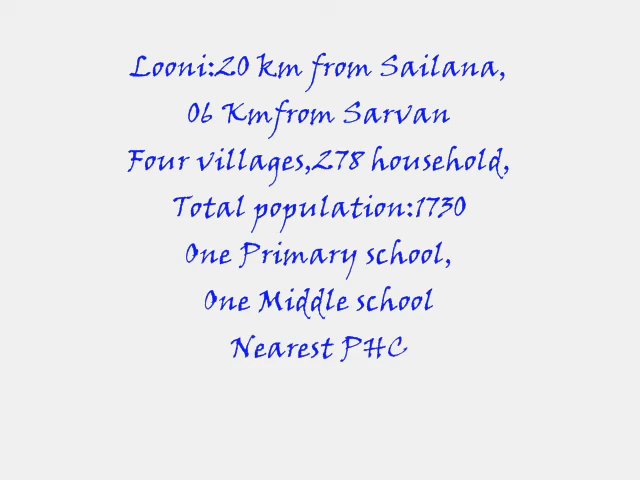 Looni:20 km from Sailana,
06 Kmfrom Sarvan
Four villages,278 household,
Total population:1730
One Primary school,
One Middle school
Nearest PHC